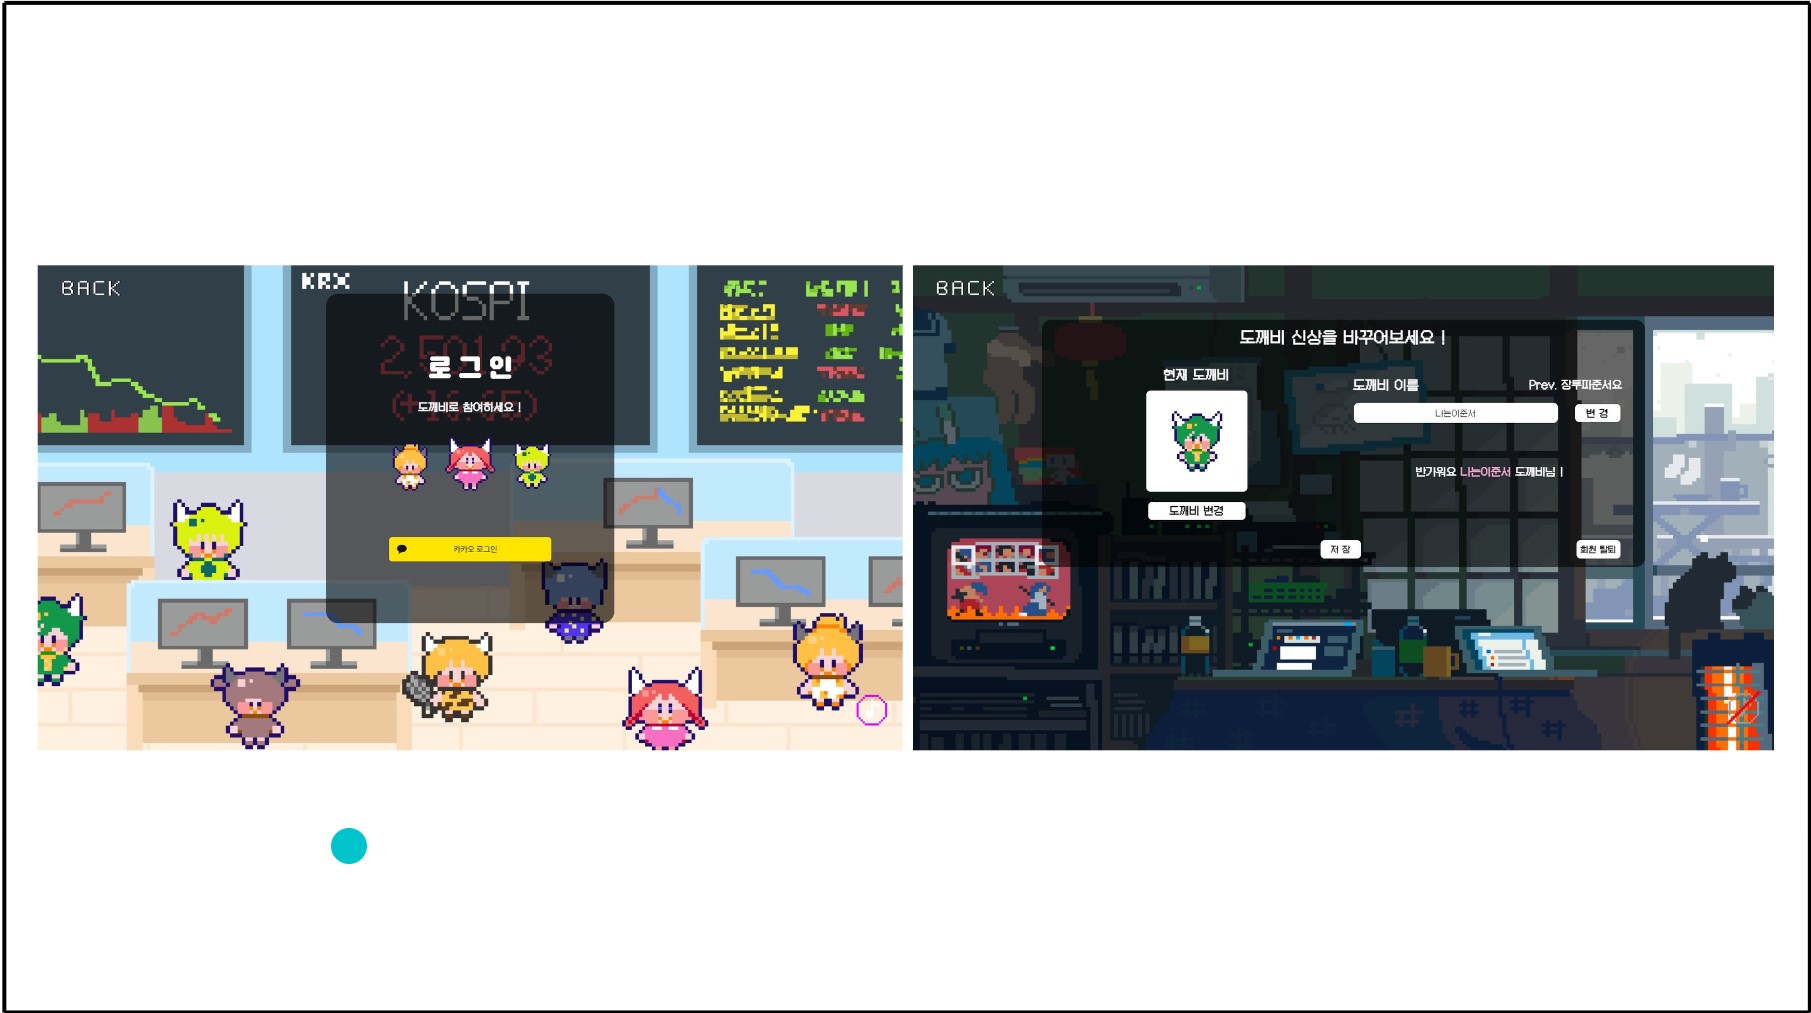 BACK
KRX
KOSPI
2,501.93
로그인
도깨비로 참여하세요 !
카카오 로그인
BACK
도깨비 신상을 바꾸어보세요 !
현재 도깨비
도깨비 이름
Prev. 장투파준서요
나는이준서
변 경
반가워요 나는이준서 도깨비님 !
도깨비 변경
저 장
회원 탈퇴